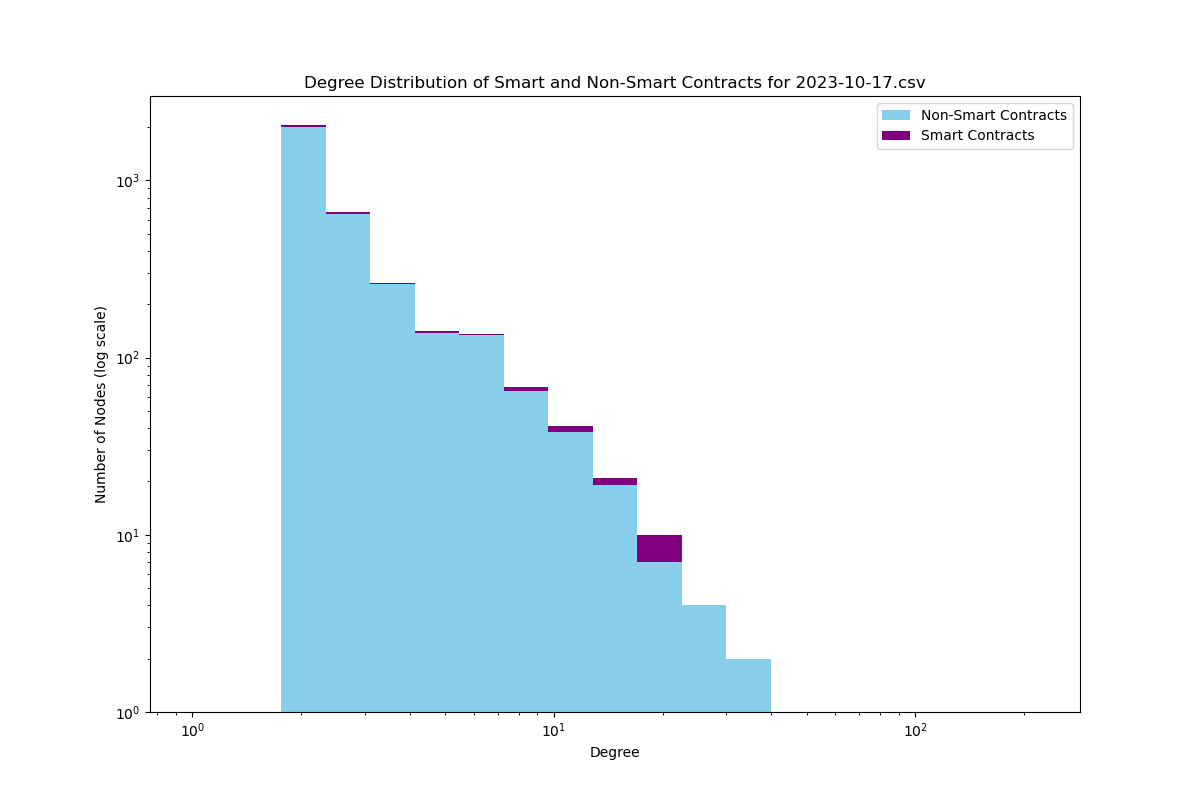 Degree Distribution of Smart and Non-Smart Contracts for 2023-10-17.csv
Non-Smart Contracts
Smart Contracts
Number of Nodes (log scale)
10³
10²
10¹
10⁰
10⁰ 10¹ 10²
Degree